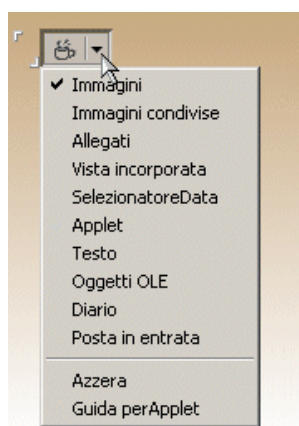 Immagini
Immagini condivise
Allegati
Vista incorporata
SelezionatoreData
Applet
Testo
Oggetti OLE
Diario
Posta in entrata
Azzera
Guida perApplet